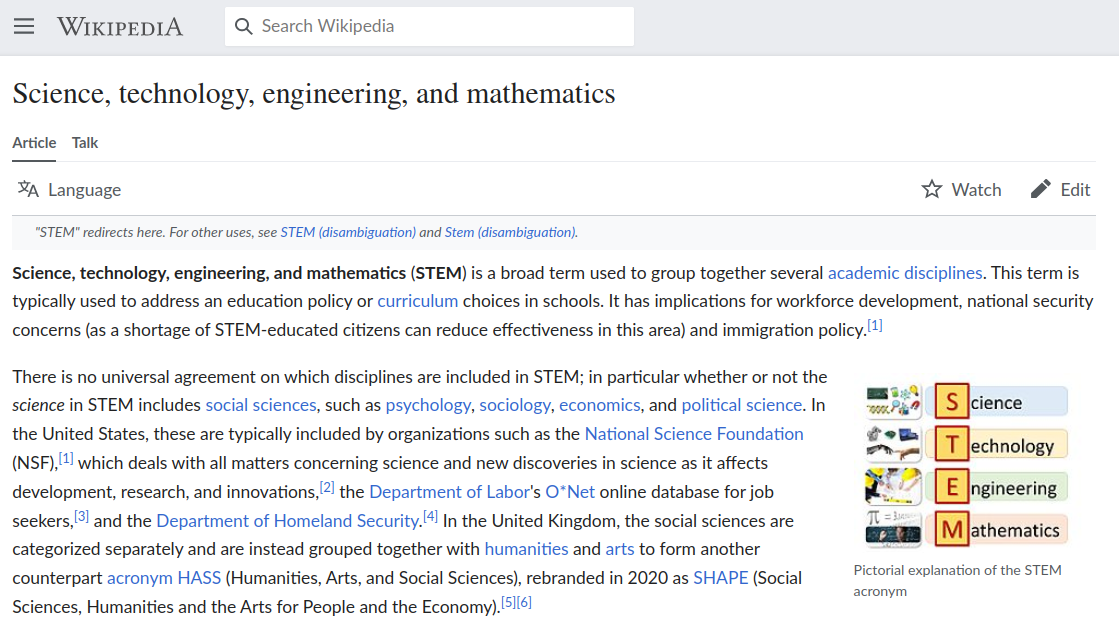 WIKIPEDIA
Search Wikipedia
Science, technology, engineering, and mathematics
Article Talk
Language
Watch Edit
"STEM" redirects here. For other uses, see STEM (disambiguation) and Stem (disambiguation).
Science, technology, engineering, and mathematics (STEM) is a broad term used to group together several academic disciplines. This term is
typically used to address an education policy or curriculum choices in schools. It has implications for workforce development, national security
concerns (as a shortage of STEM-educated citizens can reduce effectiveness in this area) and immigration policy.[1]
There is no universal agreement on which disciplines are included in STEM; in particular whether or not the
science in STEM includes social sciences, such as psychology, sociology, economics, and political science. In
the United States, these are typically included by organizations such as the National Science Foundation
(NSF),[1] which deals with all matters concerning science and new discoveries in science as it affects
development, research, and innovations,[2] the Department of Labor's O*Net online database for job
seekers,[3] and the Department of Homeland Security.[4] In the United Kingdom, the social sciences are
categorized separately and are instead grouped together with humanities and arts to form another
counterpart acronym HASS (Humanities, Arts, and Social Sciences), rebranded in 2020 as SHAPE (Social
Sciences, Humanities and the Arts for People and the Economy).[5][6]
Science
Technology
Engineering
Mathematics
Pictorial explanation of the STEM
acronym